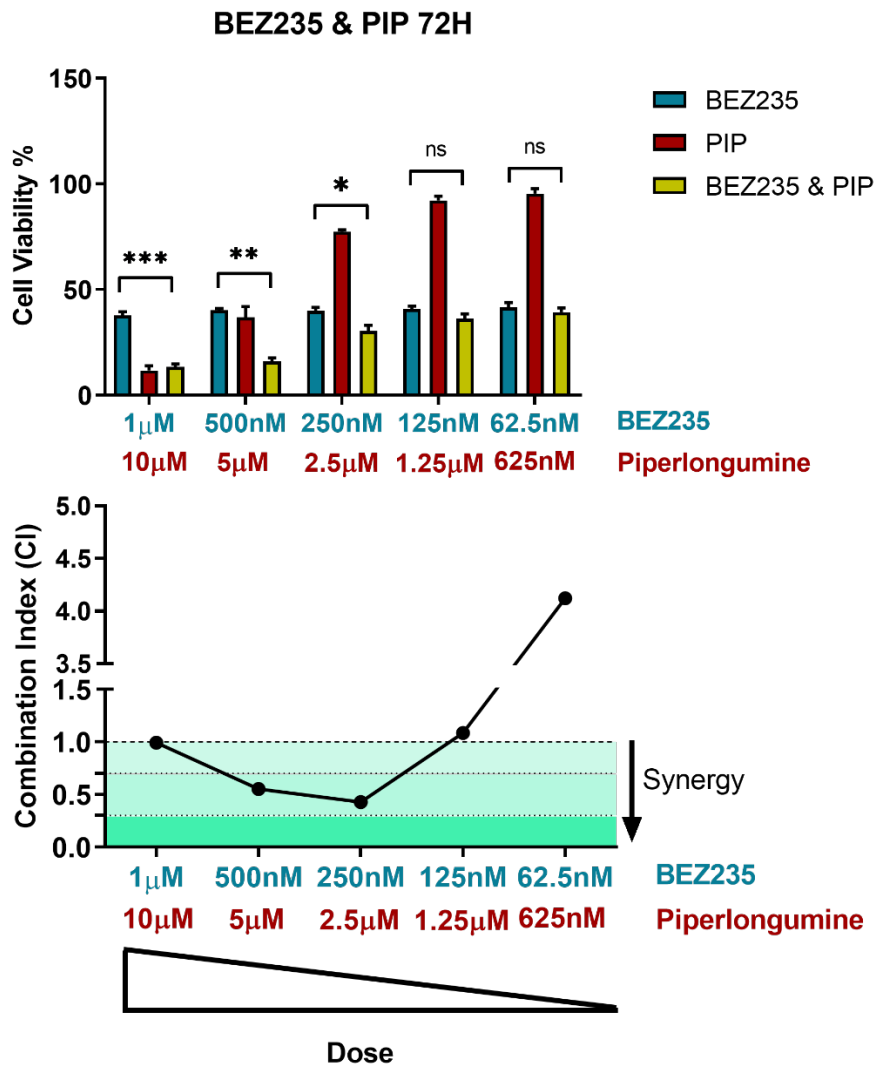 BEZ235 & PIP 72H
BEZ235
PIP
BEZ235 & PIP
Cell Viability %
150
100
50
0
*** ** * ns ns
1μM 500nM 250nM 125nM 62.5nM BEZ235
10μM 5μM 2.5μM 1.25μM 625nM Piperlongumine
Combination Index (CI)
5.0
4.5
4.0
3.5
1.5
1.0
0.5
0.0
Synergy
1μM 500nM 250nM 125nM 62.5nM BEZ235
10μM 5μM 2.5μM 1.25μM 625nM Piperlongumine
Dose